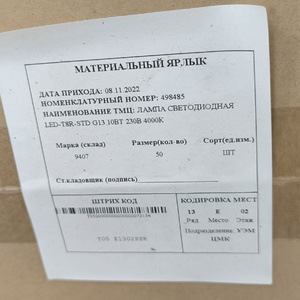 МАТЕРИАЛЬНЫЙ ЯРЛЫК
ДАТА ПРИХОДА: 08.11.2022
НОМЕНКЛАТУРНЫЙ НОМЕР: 498485
НАИМЕНОВАНИЕ ТМЦ: ЛАМПА СВЕТОДИОДНАЯ
LED-T8R-STD G13 10ВТ 230В 4000К
Марка (склад) Размер(кол-во) Сорт(ед.изм.)
9407 50 ШТ
Ст.кладовщик (подпись)
ШТРИХ КОД КОДИРОВКА МЕСТ
13 Е 02
Ряд Место Этаж
Подразделение УЭМ
ЦМК